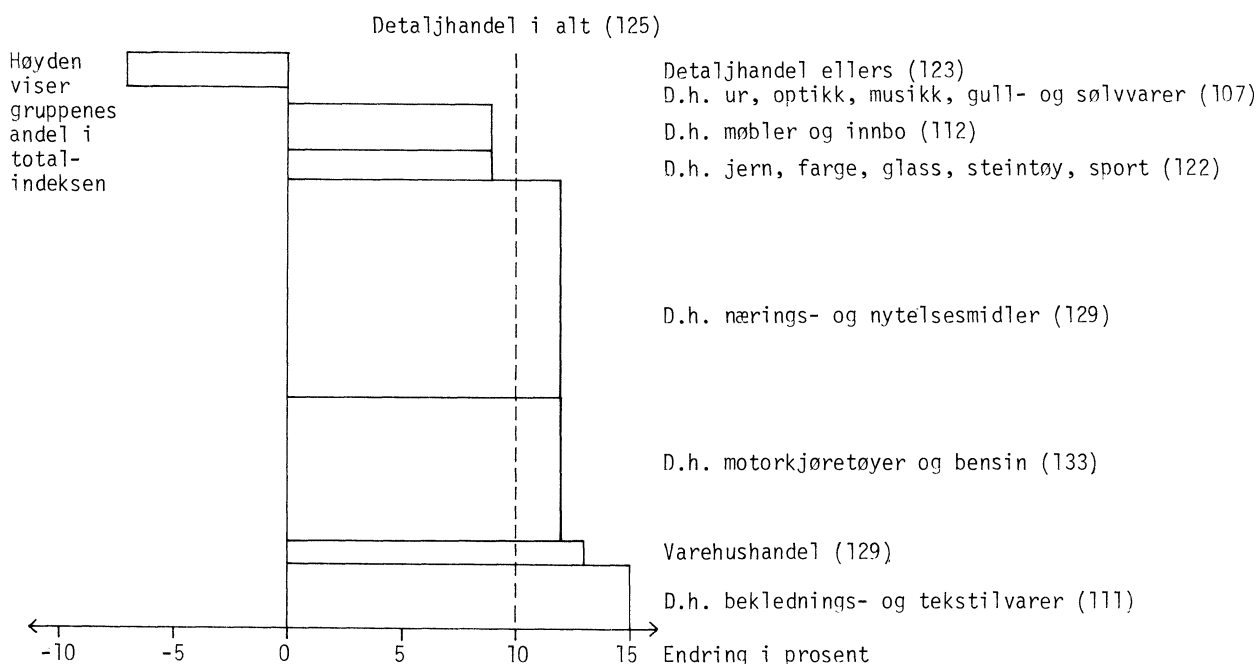 Detaljhandel i alt (125)
Høyden
viser
gruppenes
andel i
total-
indeksen
Detaljhandel ellers (123)
D.h. ur, optikk, musikk, gull- og sølvvarer (107)
D.h. møbler og innbo (112)
D.h. jern, farge, glass, steintøy, sport (122)
D.h. nærings- og nytelsesmidler (129)
D.h. motorkjøretøyer og bensin (133)
Varehushandel (129)
D.h. beklednings- og tekstilvarer (111)
-10 -5 0 5 10 15 Endring i prosent